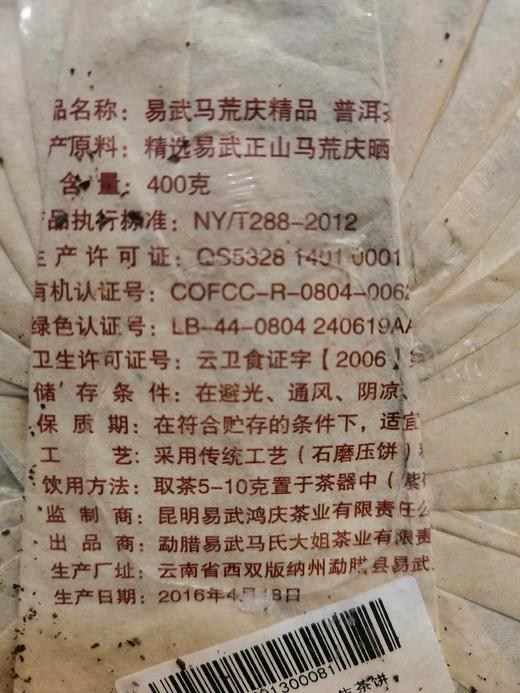 品名称：易武马荒庆精品 普洱茶
产原料：精选易武正山马荒庆晒
含 量：400克
产品执行标准：NY/T288-2012
生产许可证：QS5328 1401 0001
有机认证号：COFCC-R-0804-0062
绿色认证号：LB-44-0804 240619AA
卫生许可证号：云卫食证字【2006】第
储存条件：在避光、通风、阴凉、
保质期：在符合贮存的条件下，适宜
工 艺：采用传统工艺（石磨压饼）
饮用方法：取茶5-10克置于茶器中（紫
监制商：昆明易武鸿庆茶业有限责任公
出品商：勐腊易武马氏大姐茶业有限责
生产厂址：云南省西双版纳州勐腊县易武
生产日期：2016年4月18日
01300081
茶饼